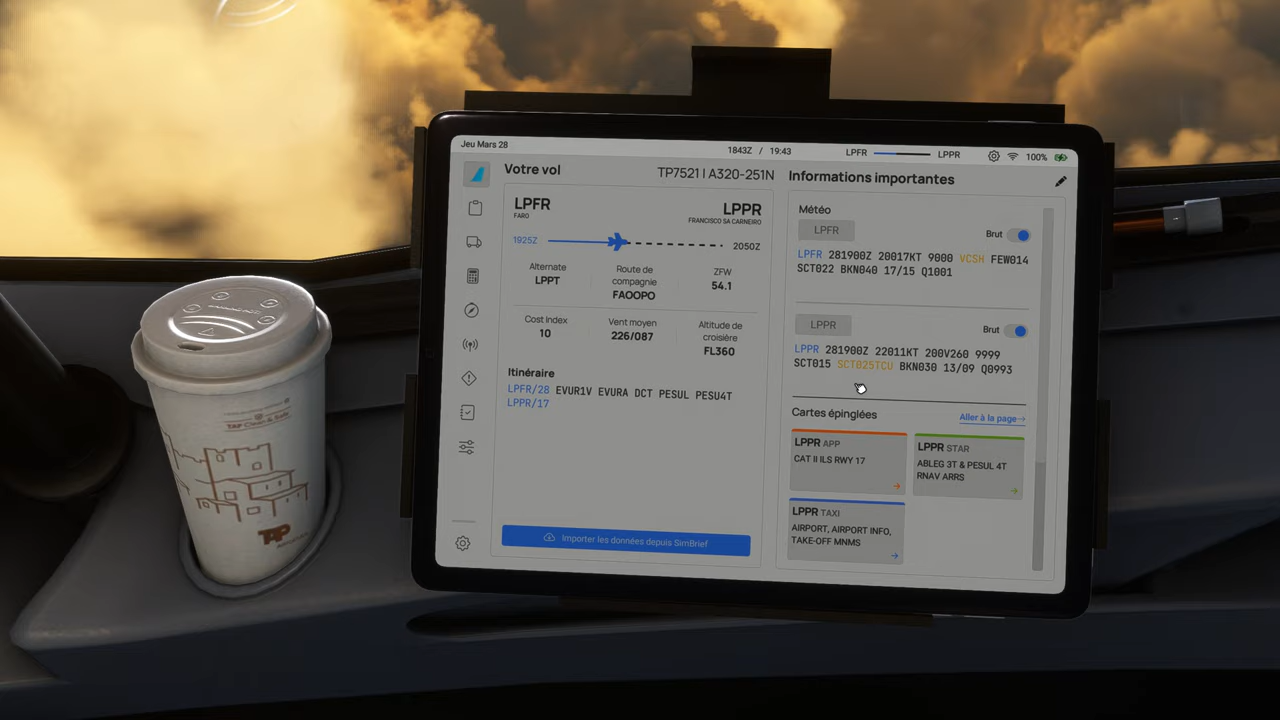 Jeu Mars 28
1843Z / 19:43
LPFR LPPR
100%
Votre vol
TP7521 | A320-251N
LPFR
FARO
LPPR
FRANCISCO SA CARNEIRO
1925Z
2050Z
Alternate
LPPT
Route de
compagnie
FAOOPO
ZFW
54.1
Cost Index
10
Vent moyen
226/087
Altitude de
croisière
FL360
Itinéraire
LPFR/28 EVUR1V EVURA DCT PESUL PESU4T
LPPR/17
Importer les données depuis SimBrief
Informations importantes
Météo
LPFR
Brut
LPFR 281900Z 20017KT 9000 VCSH FEW014
SCT022 BKN040 17/15 Q1001
LPPR
Brut
LPPR 281900Z 22011KT 200V260 9999
SCT015 SCT025TCU BKN030 13/09 Q0993
Cartes épinglées
Aller à la page
LPPR APP
CAT II ILS RWY 17
LPPR STAR
ABLEG 3T & PESUL 4T
RNAV ARRS
LPPR TAXI
AIRPORT, AIRPORT INFO,
TAKE-OFF MNMS
TAP Clean & Safe
TAP